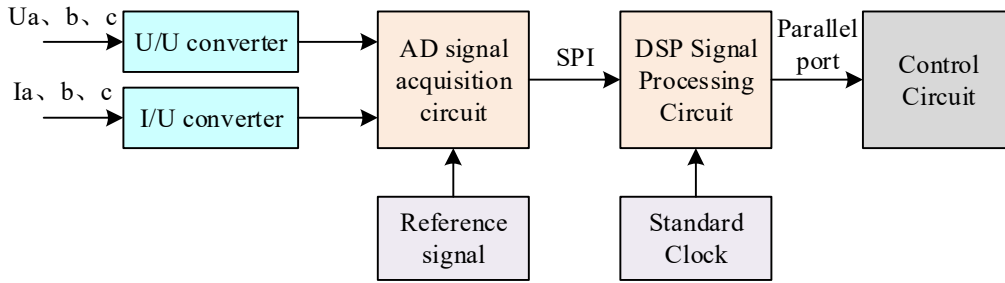 Ua、b、c
U/U converter
Ia、b、c
I/U converter
AD signal
acquisition
circuit
SPI
DSP Signal
Processing
Circuit
Parallel
port
Control
Circuit
Reference
signal
Standard
Clock